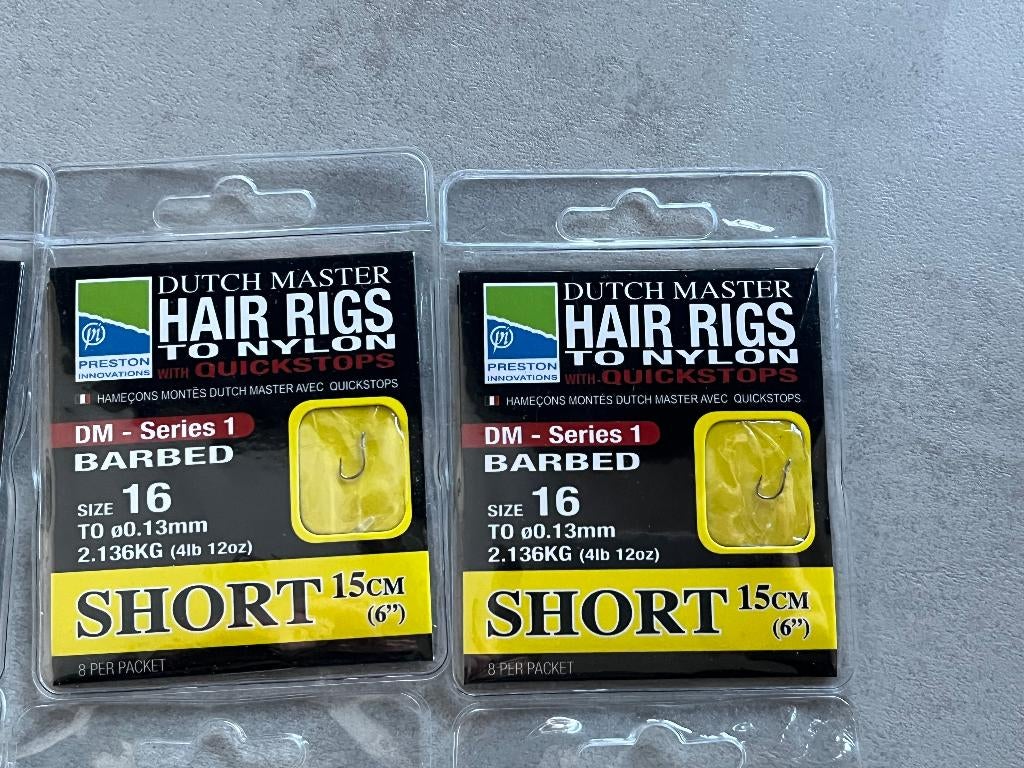 DUTCH MASTER
HAIR RIGS
TO NYLON
WITH QUICKSTOPS
pi
PRESTON
INNOVATIONS
HAMEÇONS MONTÉS DUTCH MASTER AVEC QUICKSTOPS
DM - Series 1
BARBED
SIZE 16
TO ø0.13mm
2.136KG (4lb 12oz)
SHORT 15CM
(6”)
8 PER PACKET
DUTCH MASTER
HAIR RIGS
TO NYLON
WITH QUICKSTOPS
pi
PRESTON
INNOVATIONS
HAMEÇONS MONTÉS DUTCH MASTER AVEC QUICKSTOPS
DM - Series 1
BARBED
SIZE 16
TO ø0.13mm
2.136KG (4lb 12oz)
SHORT 15CM
(6”)
8 PER PACKET